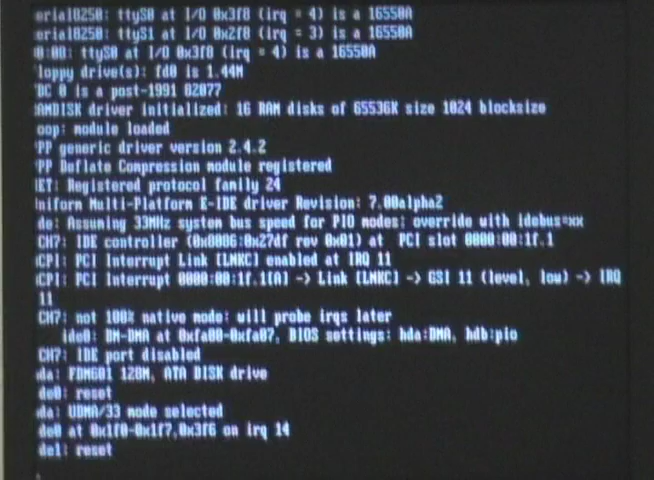 erial8250: ttyS0 at I/O 0x3f8 (irq = 4) is a 16550A
erial8250: ttyS1 at I/O 0x2f8 (irq = 3) is a 16550A
0:08: ttyS0 at I/O 0x3f8 (irq = 4) is a 16550A
loppy drive(s): fd0 is 1.44M
DC 0 is a post-1991 82077
AMDISK driver initialized: 16 RAM disks of 65536K size 1024 blocksize
oop: module loaded
PP generic driver version 2.4.2
PP Deflate Compression module registered
NET: Registered protocol family 24
niform Multi-Platform E-IDE driver Revision: 7.00alpha2
de: Assuming 33MHz system bus speed for PIO modes; override with idebus=xx
CH7: IDE controller (0x8086:0x27df rev 0x01) at PCI slot 0000:00:1f.1
CPI: PCI Interrupt Link [LNKC] enabled at IRQ 11
CPI: PCI Interrupt 0000:00:1f.1[A] -> Link [LNKC] -> GSI 11 (level, low) -> IRQ
11
CH7: not 100% native mode: will probe irqs later
ide0: BM-DMA at 0xfa00-0xfa07, BIOS settings: hda:DMA, hdb:pio
CH7: IDE port disabled
da: FDM601 128M, ATA DISK drive
de0: reset
da: UDMA/33 mode selected
de0 at 0x1f0-0x1f7,0x3f6 on irq 14
de1: reset